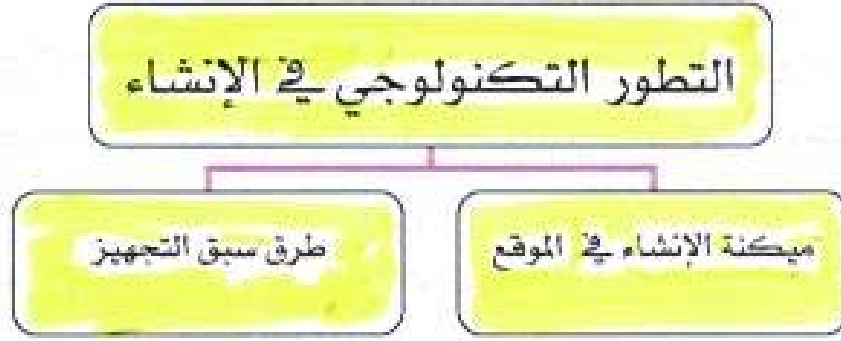 التطور التكنولوجي في الإنشاء
ميكنة الإنشاء في الموقع
طرق سبق التجهيز